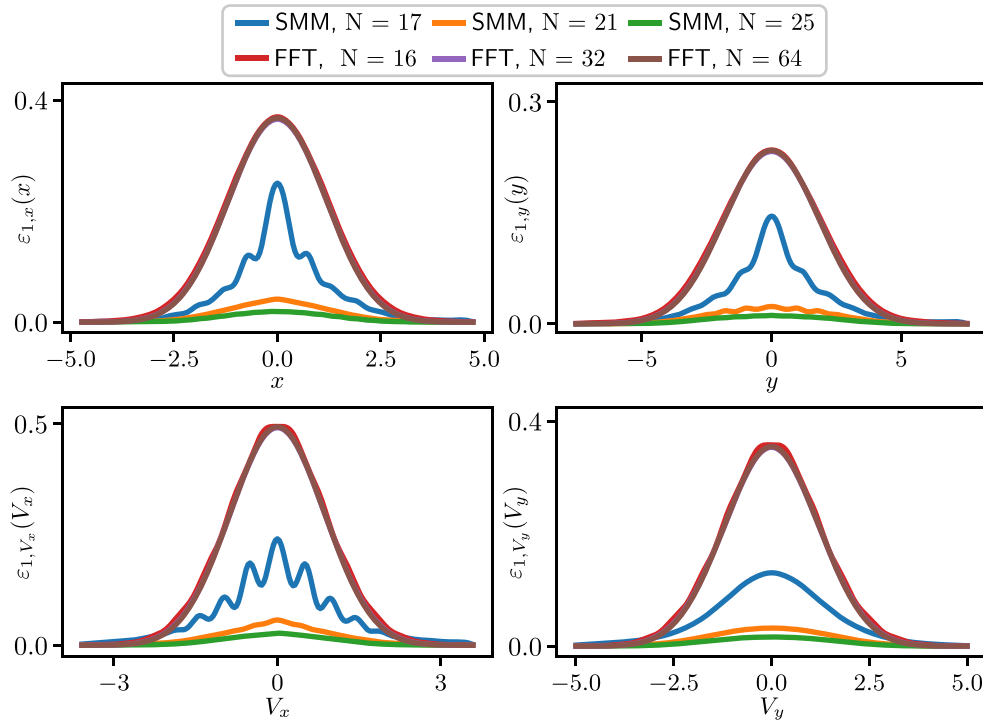 SMM, N = 17 SMM, N = 21 SMM, N = 25
FFT, N = 16 FFT, N = 32 FFT, N = 64
0.4
0.0
ε1,x(x)
−5.0 −2.5 0.0 2.5 5.0
x
0.3
0.0
ε1,y(y)
−5 0 5
y
0.5
0.0
ε1,Vx(Vx)
−3 0 3
Vx
0.4
0.0
ε1,Vy(Vy)
−5.0 −2.5 0.0 2.5 5.0
Vy